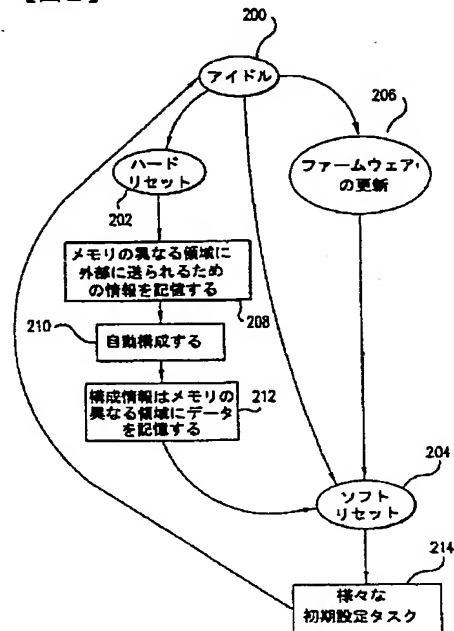 200
アイドル
206
ファームウェア
の更新
ハード
リセット
202
メモリの異なる領域に
外部に送られるため
の情報を記憶する
208
210
自動構成する
構成情報はメモリの
異なる領域にデータ
を記憶する
212
204
ソフト
リセット
214
様々な
初期設定タスク